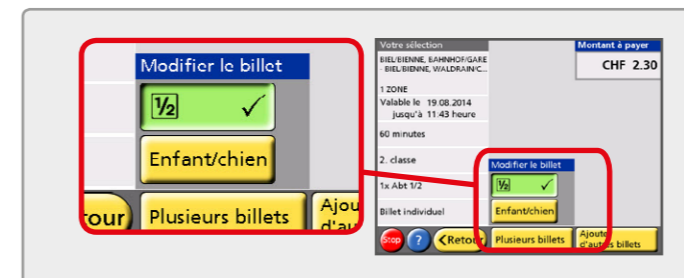 Modifier le billet
½ ✓
Enfant/chien
our
Plusieurs billets
Ajou
d'au
Votre sélection
BIEL/BIENNE, BAHNHOF/GARE
- BIEL/BIENNE, WALDRAIN/C...
1 ZONE
Valable le 19.08.2014
jusqu'à 11:43 heure
60 minutes
2. classe
1x Abt 1/2
Billet individuel
Montant à payer
CHF 2.30
Modifier le billet
½ ✓
Enfant/chien
Stop
?
Retour
Plusieurs billets
Ajouter
d'autres billets